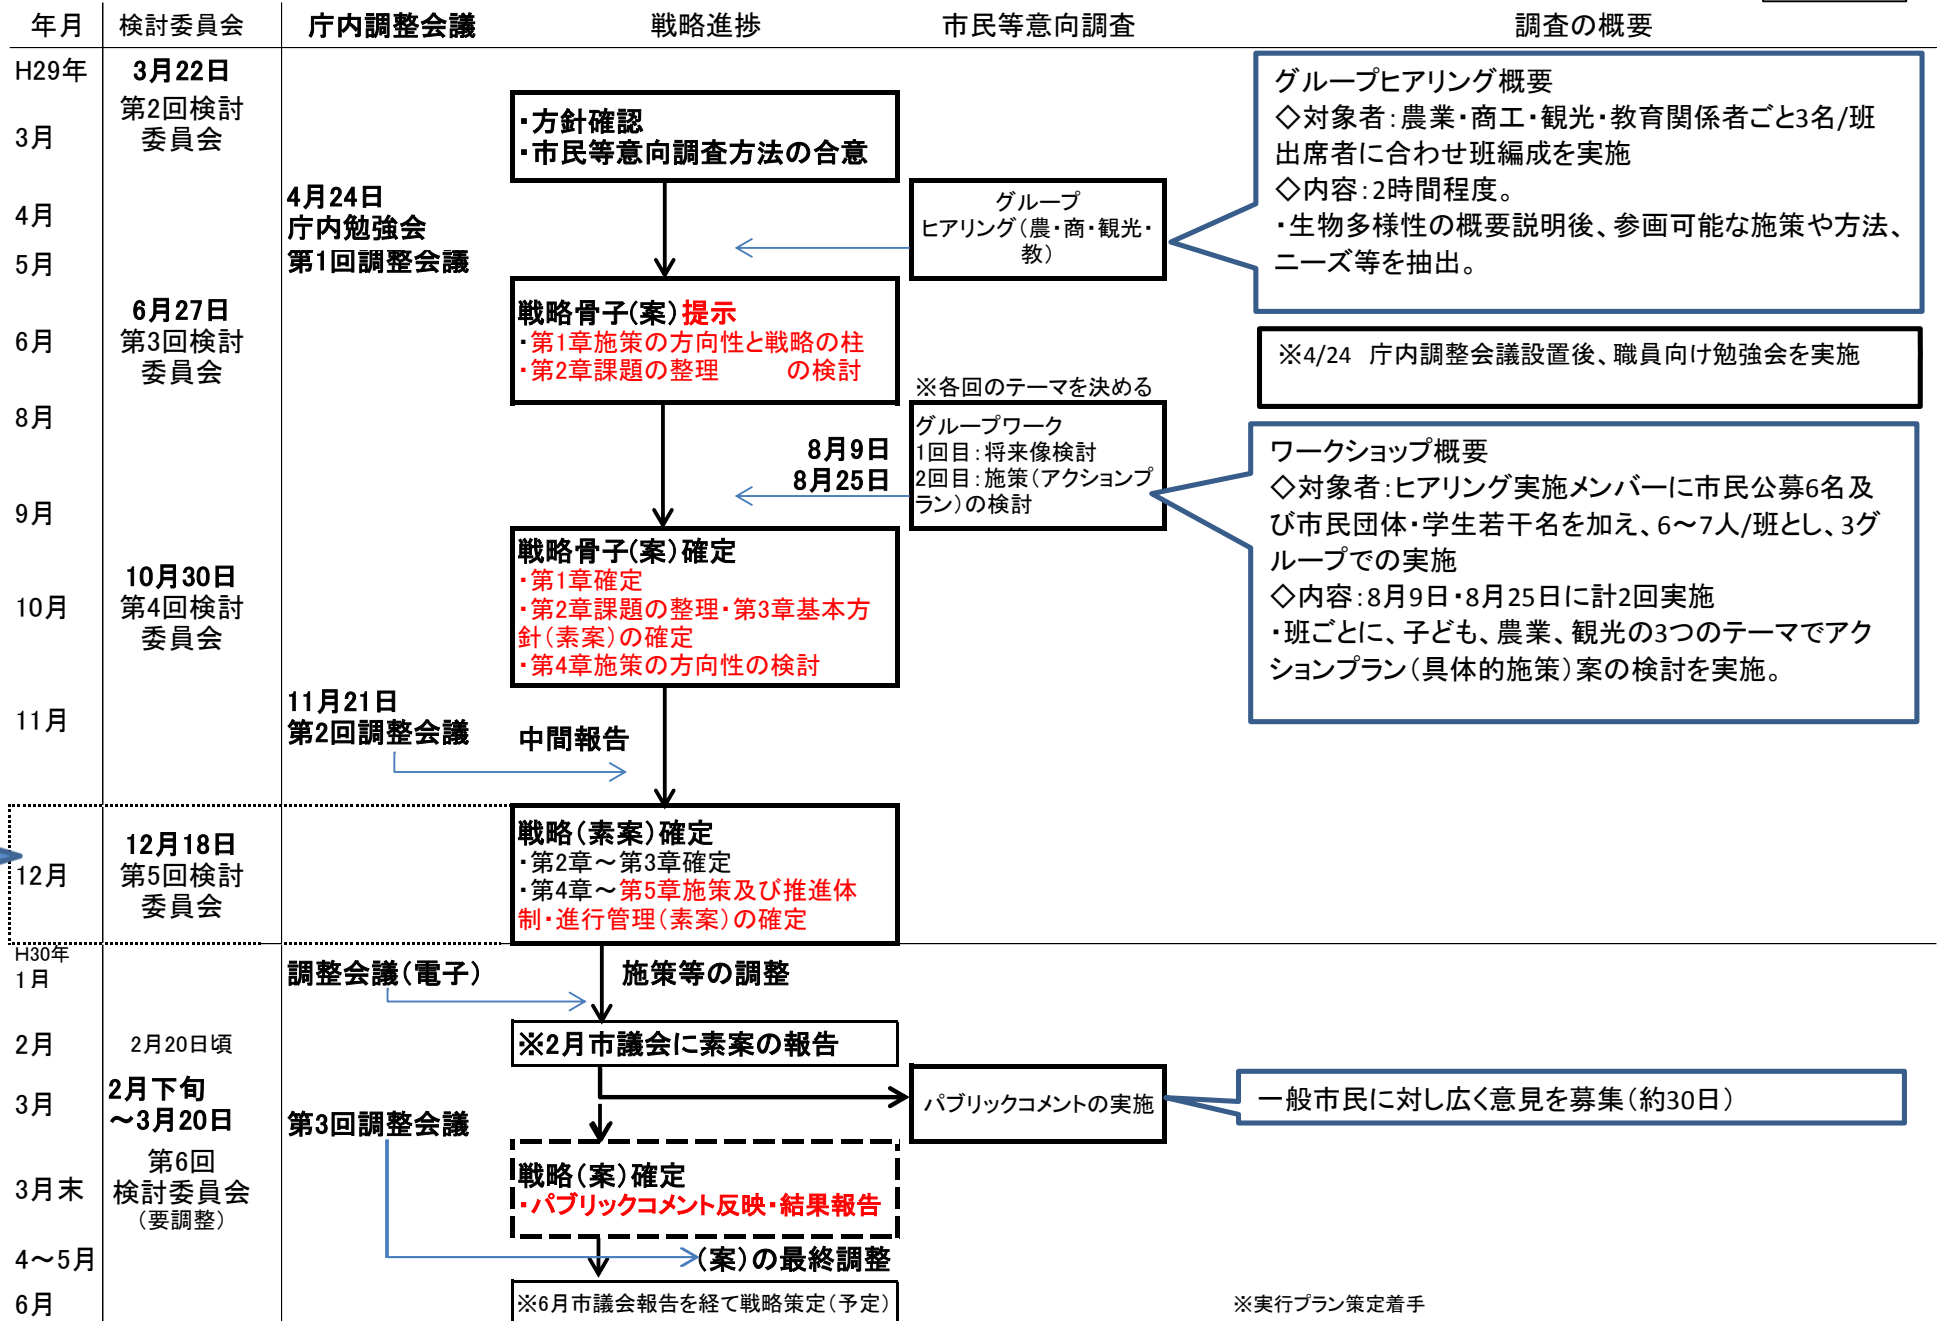 年月
検討委員会
庁内調整会議
戦略進捗
市民等意向調査
調査の概要
H29年
3月
3月22日
第2回検討
委員会
・方針確認
・市民等意向調査方法の合意
グループヒアリング概要
◇対象者：農業・商工・観光・教育関係者ごと3名/班
出席者に合わせ班編成を実施
◇内容：2時間程度。
・生物多様性の概要説明後、参画可能な施策や方法、
ニーズ等を抽出。
4月
5月
4月24日
庁内勉強会
第1回調整会議
グループ
ヒアリング（農・商・観光・
教）
6月
6月27日
第3回検討
委員会
戦略骨子(案)提示
・第1章施策の方向性と戦略の柱
・第2章課題の整理　　　の検討
※4/24　庁内調整会議設置後、職員向け勉強会を実施
8月
※各回のテーマを決める
8月9日
8月25日
グループワーク
1回目：将来像検討
2回目：施策（アクションプ
ラン）の検討
ワークショップ概要
◇対象者：ヒアリング実施メンバーに市民公募6名及
び市民団体・学生若干名を加え、6～7人/班とし、3グ
ループでの実施
◇内容：8月9日・8月25日に計2回実施
・班ごとに、子ども、農業、観光の3つのテーマでアク
ションプラン（具体的施策）案の検討を実施。
9月
10月
10月30日
第4回検討
委員会
戦略骨子(案)確定
・第1章確定
・第2章課題の整理・第3章基本方
針（素案）の確定
・第4章施策の方向性の検討
11月
11月21日
第2回調整会議
中間報告
12月
12月18日
第5回検討
委員会
戦略（素案）確定
・第2章～第3章確定
・第4章～第5章施策及び推進体
制・進行管理（素案）の確定
H30年
1月
調整会議（電子）
施策等の調整
2月
2月20日頃
※2月市議会に素案の報告
3月
2月下旬
～3月20日
第3回調整会議
パブリックコメントの実施
一般市民に対し広く意見を募集（約30日）
3月末
第6回
検討委員会
（要調整）
戦略（案）確定
・パブリックコメント反映・結果報告
4～5月
（案）の最終調整
6月
※6月市議会報告を経て戦略策定（予定）
※実行プラン策定着手